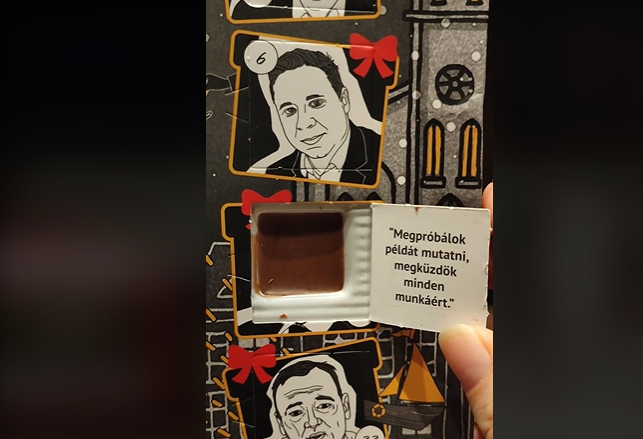 6
"Megpróbálok
példát mutatni,
megküzdök
minden
munkáért."